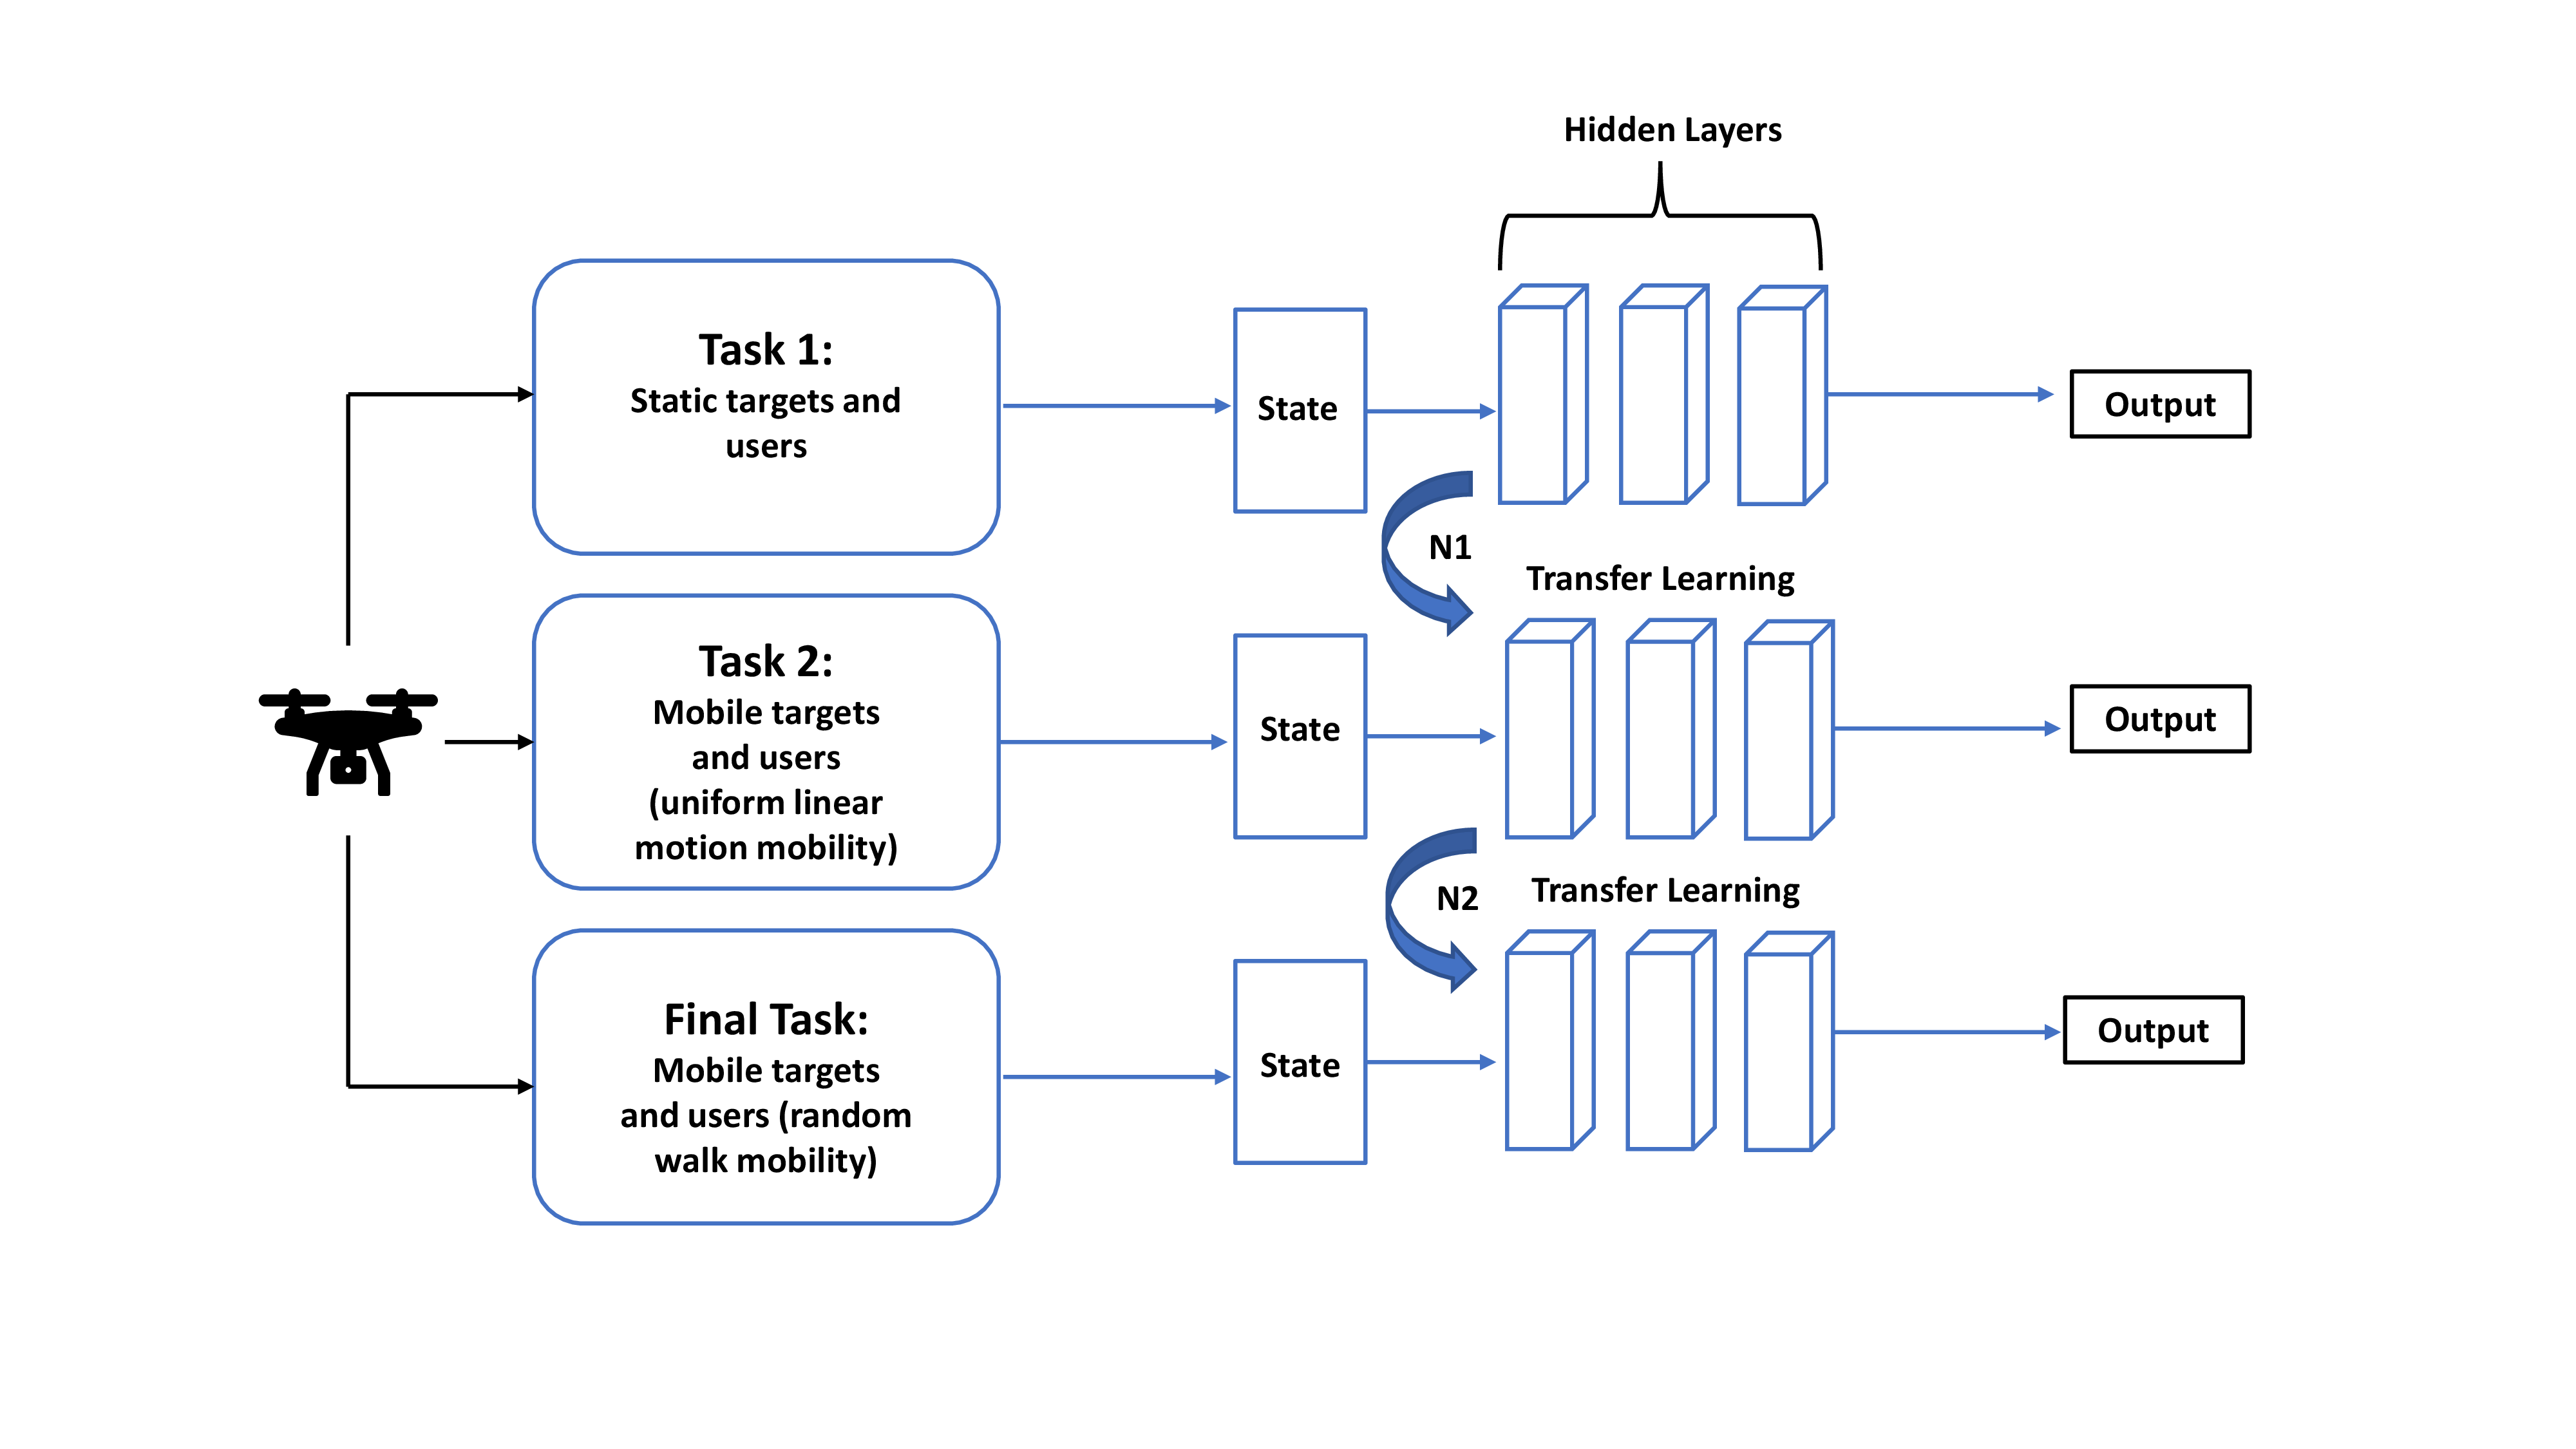 Hidden Layers
Task 1:
Static targets and
users
State
Output
N1
Transfer Learning
Task 2:
Mobile targets
and users
(uniform linear
motion mobility)
State
Output
N2
Transfer Learning
Final Task:
Mobile targets
and users (random
walk mobility)
State
Output